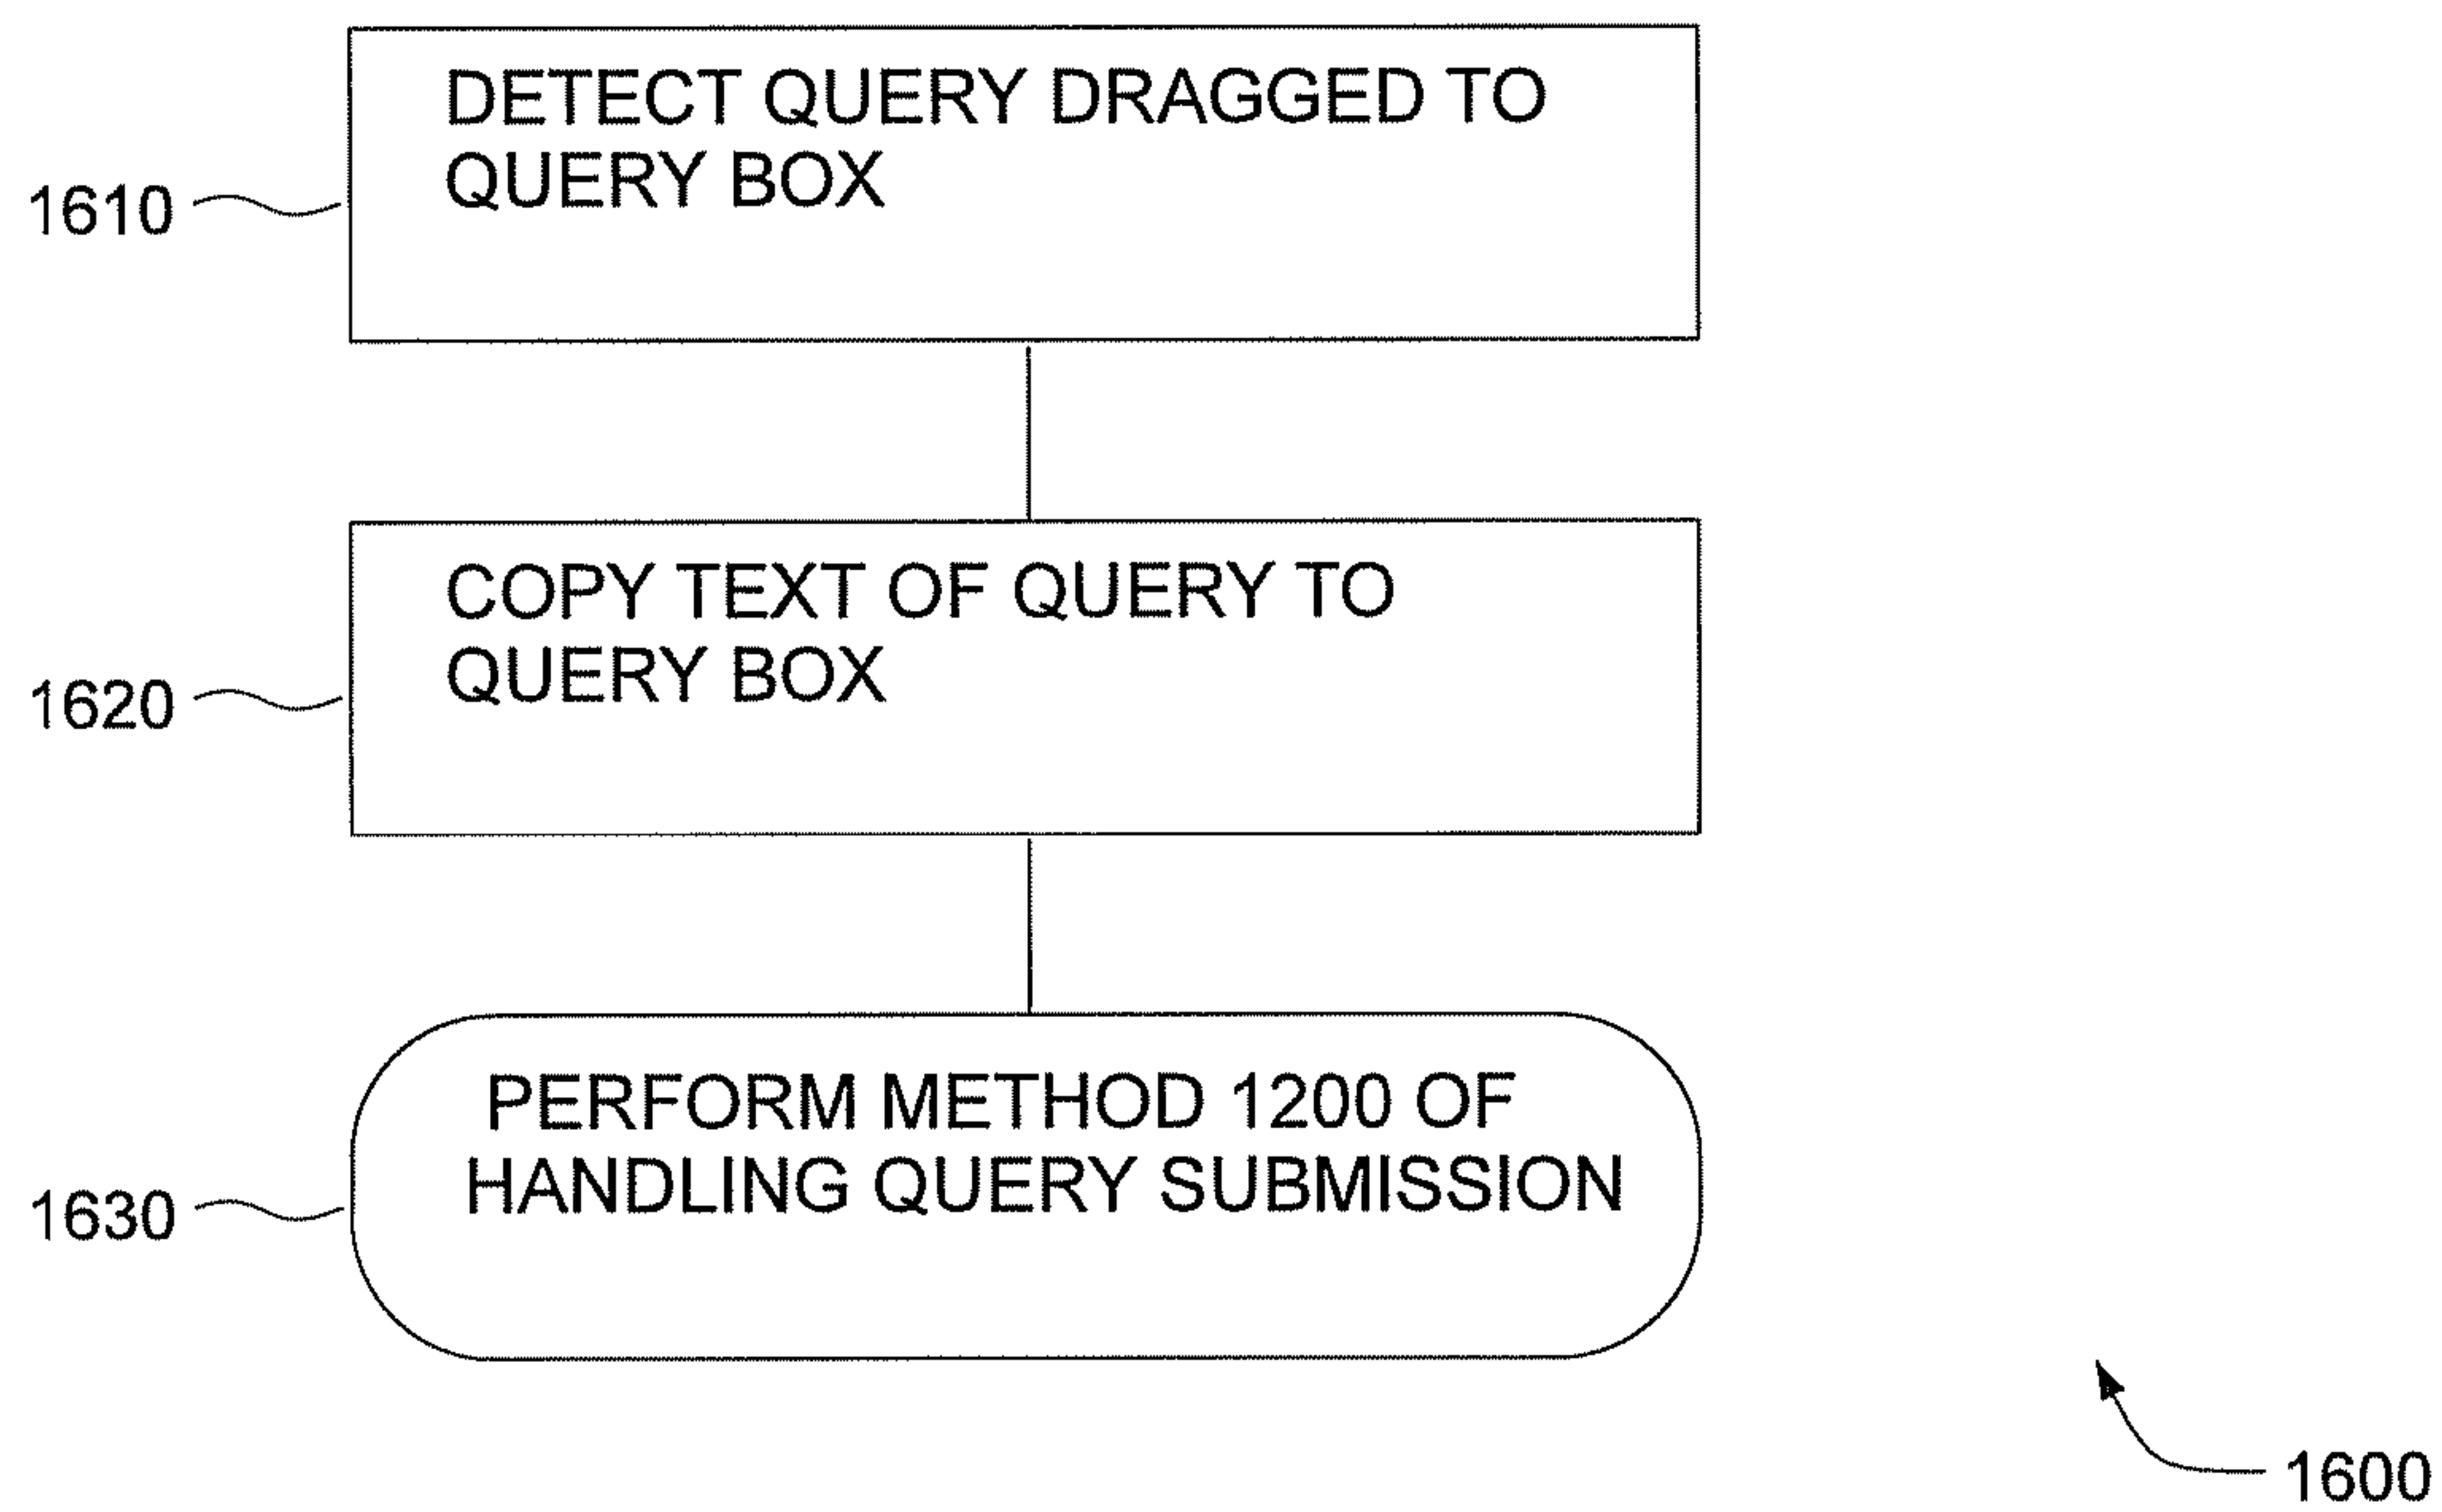 DETECT QUERY DRAGGED TO
QUERY BOX
1610
COPY TEXT OF QUERY TO
QUERY BOX
1620
PERFORM METHOD 1200 OF
HANDLING QUERY SUBMISSION
1630
1600